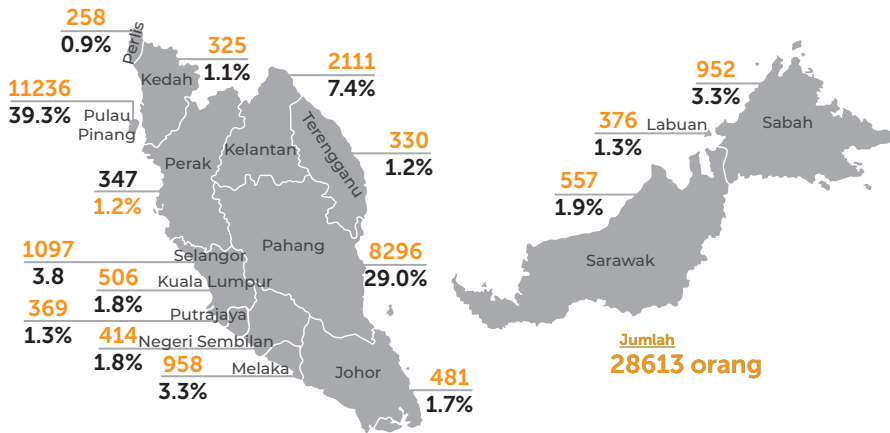 258
0.9%
Perlis
325
1.1%
Kedah
2111
7.4%
11236
39.3%
Pulau
Pinang
Terengganu
330
1.2%
Kelantan
Perak
347
1.2%
Pahang
8296
29.0%
1097
3.8
Selangor
506
1.8%
Kuala Lumpur
369
1.3%
Putrajaya
414
1.8%
Negeri Sembilan
958
3.3%
Melaka
Johor
481
1.7%
952
3.3%
Sabah
376
1.3%
Labuan
557
1.9%
Sarawak
Jumlah
28613 orang